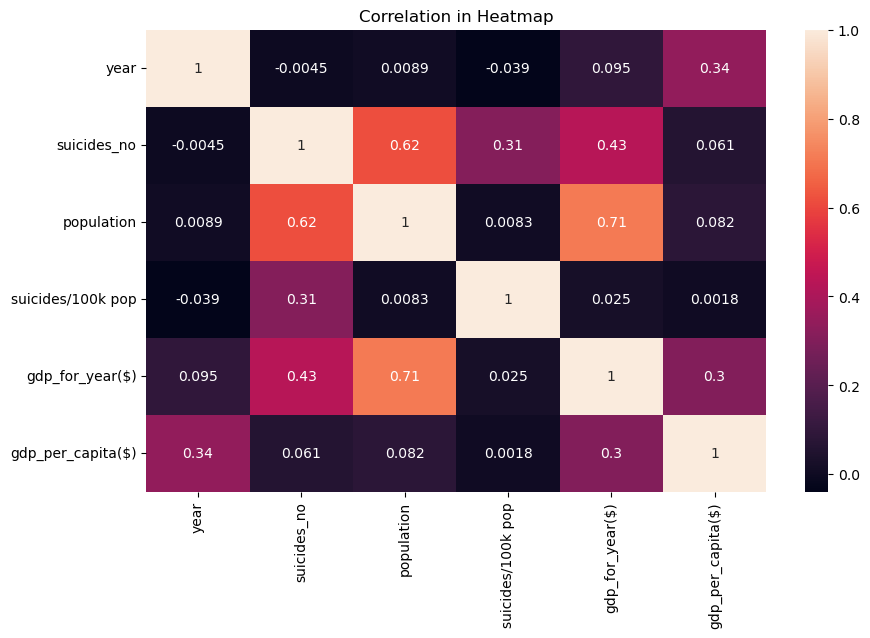 Correlation in Heatmap
year 1 -0.0045 0.0089 -0.039 0.095 0.34
suicides_no -0.0045 1 0.62 0.31 0.43 0.061
population 0.0089 0.62 1 0.0083 0.71 0.082
suicides/100k pop -0.039 0.31 0.0083 1 0.025 0.0018
gdp_for_year($) 0.095 0.43 0.71 0.025 1 0.3
gdp_per_capita($) 0.34 0.061 0.082 0.0018 0.3 1
year
suicides_no
population
suicides/100k pop
gdp_for_year($)
gdp_per_capita($)
1.0
0.8
0.6
0.4
0.2
0.0